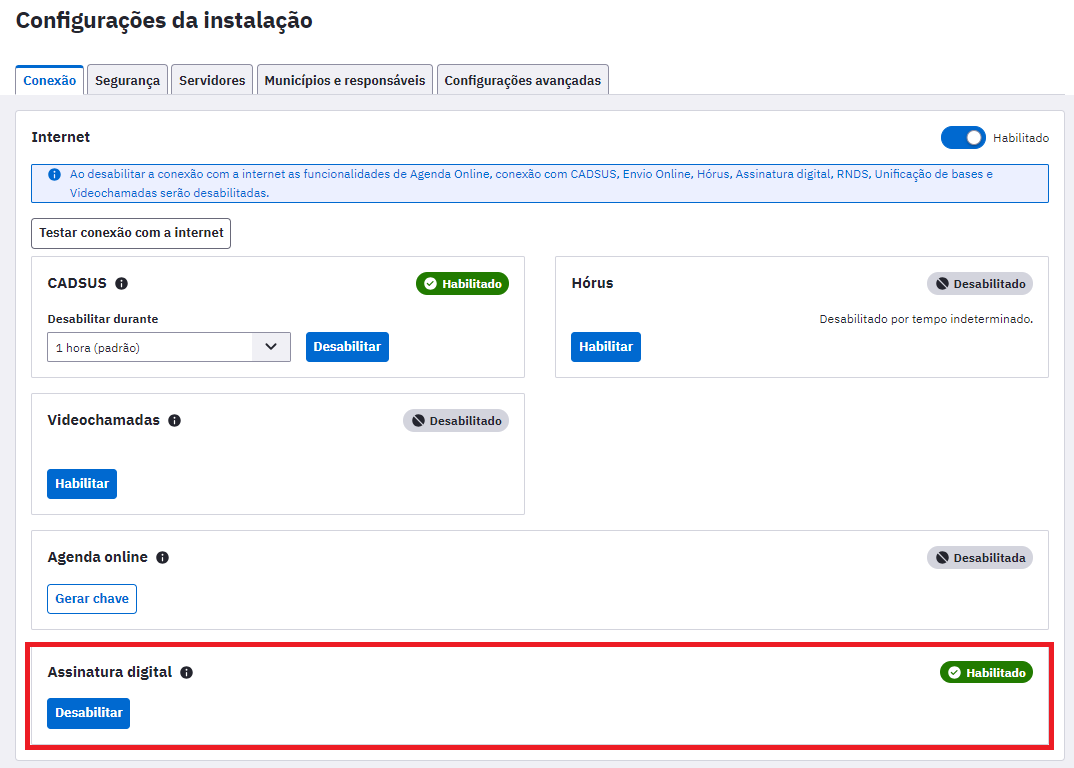 Configurações da instalação
Conexão
Segurança
Servidores
Municípios e responsáveis
Configurações avançadas
Internet
Habilitado
Ao desabilitar a conexão com a internet as funcionalidades de Agenda Online, conexão com CADSUS, Envio Online, Hórus, Assinatura digital, RNDS, Unificação de bases e
Videochamadas serão desabilitadas.
Testar conexão com a internet
CADSUS
Habilitado
Desabilitar durante
1 hora (padrão)
Desabilitar
Hórus
Desabilitado
Desabilitado por tempo indeterminado.
Habilitar
Videochamadas
Desabilitado
Habilitar
Agenda online
Desabilitada
Gerar chave
Assinatura digital
Habilitado
Desabilitar